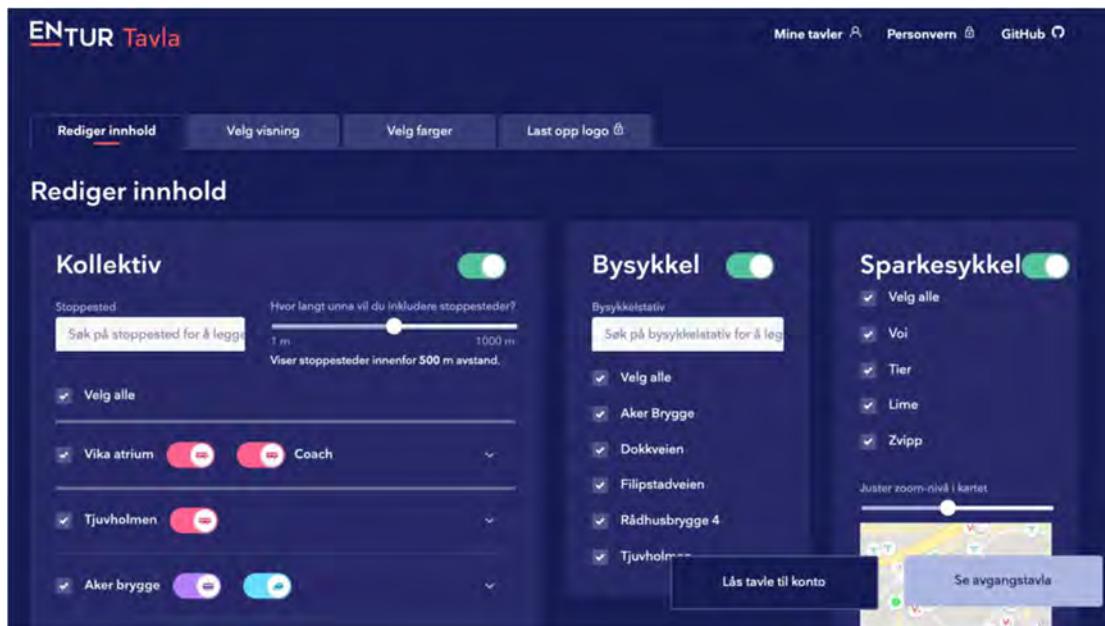 ENTUR Tavla
Mine tavler
Personvern
GitHub
Rediger innhold
Velg visning
Velg farger
Last opp logo
Rediger innhold
Kollektiv
Stoppested
Søk på stoppested for å legge
Hvor langt unna vil du inkludere stoppesteder?
1 m
1000 m
Viser stoppesteder innenfor 500 m avstand.
Velg alle
Vika atrium
Coach
Tjuvholmen
Aker brygge
Bysykkel
Bysykkelstativ
Søk på bysykkelstativ for å leg
Velg alle
Aker Brygge
Dokkveien
Filipstadveien
Rådhusbrygge 4
Tjuvholmen
Sparkesykkel
Velg alle
Voi
Tier
Lime
Zvipp
Juster zoom-nivå i kartet
Lås tavle til konto
Se avgangstavla